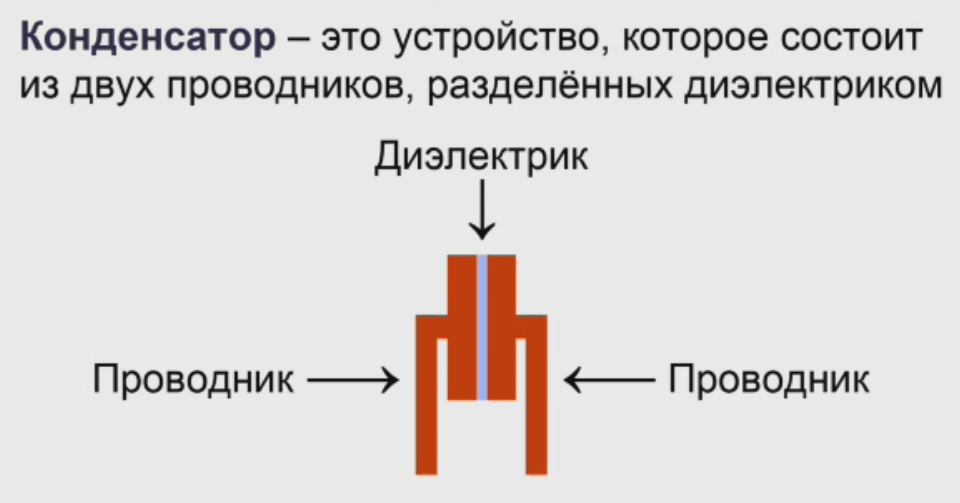 Конденсатор – это устройство, которое состоит
из двух проводников, разделённых диэлектриком
Диэлектрик
Проводник
Проводник